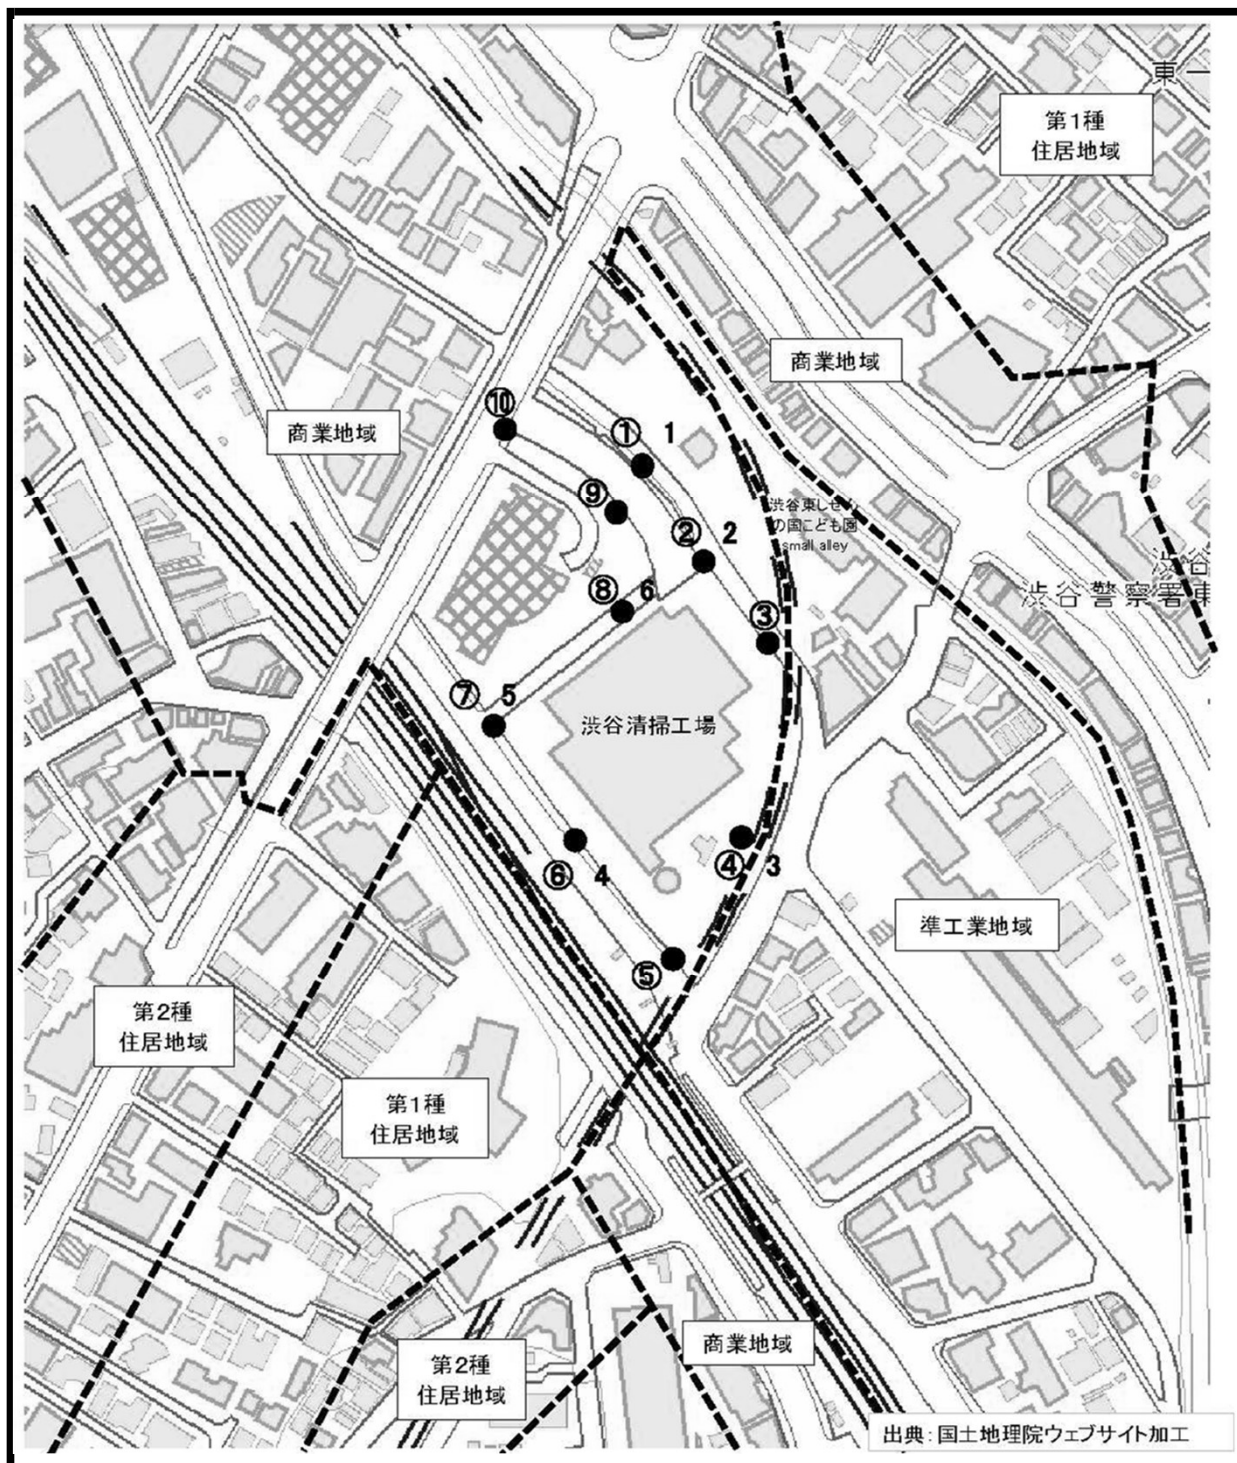 東一
第1種
住居地域
商業地域
商業地域
⑩
① 1
⑨
② 2
渋谷東しぜん
の国こども園
small alley
渋谷
渋谷警察署東
⑧ 6
③
⑦ 5
渋谷清掃工場
⑥ 4
④ 3
⑤
準工業地域
第2種
住居地域
第1種
住居地域
第2種
住居地域
商業地域
出典：国土地理院ウェブサイト加工